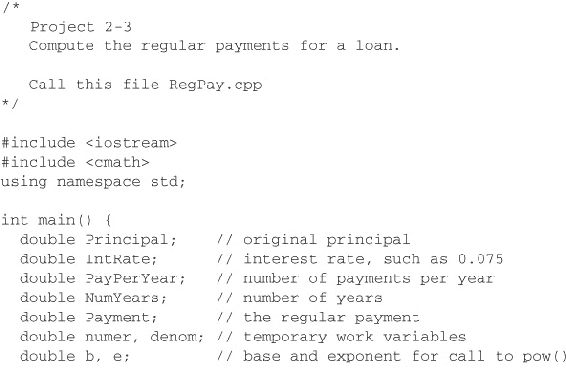 /*
   Project 2-3
   Compute the regular payments for a loan.

   Call this file RegPay.cpp
*/

#include <iostream>
#include <cmath>
using namespace std;

int main() {
  double Principal;    // original principal
  double IntRate;      // interest rate, such as 0.075
  double PayPerYear;   // number of payments per year
  double NumYears;     // number of years
  double Payment;      // the regular payment
  double numer, denom; // temporary work variables
  double b, e;         // base and exponent for call to pow()